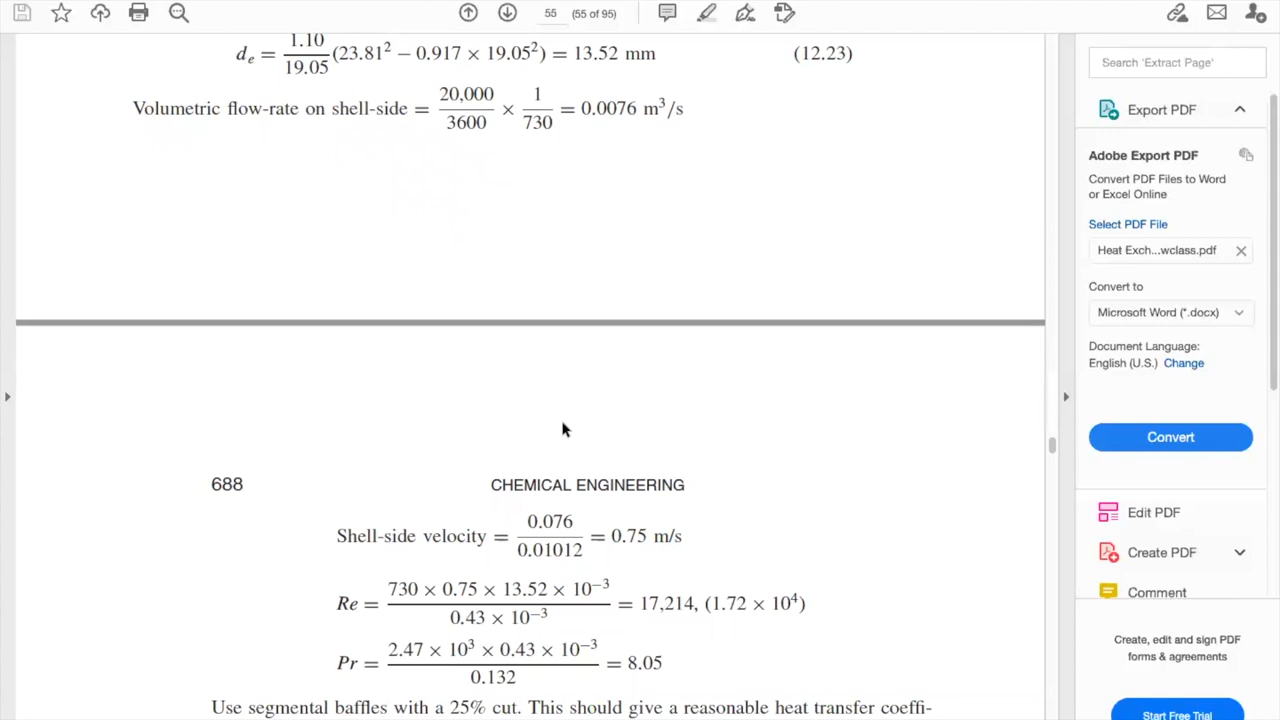 55 (55 of 95)
d_e = 1.10/19.05 (23.81² − 0.917 × 19.05²) = 13.52 mm (12.23)
Volumetric flow-rate on shell-side = 20,000/3600 × 1/730 = 0.0076 m³/s
688 CHEMICAL ENGINEERING
Shell-side velocity = 0.076/0.01012 = 0.75 m/s
Re = 730 × 0.75 × 13.52 × 10⁻³/0.43 × 10⁻³ = 17,214, (1.72 × 10⁴)
Pr = 2.47 × 10³ × 0.43 × 10⁻³/0.132 = 8.05
Use segmental baffles with a 25% cut. This should give a reasonable heat transfer coeffi-
Search 'Extract Page'
Export PDF
Adobe Export PDF
Convert PDF Files to Word
or Excel Online
Select PDF File
Heat Exch...wclass.pdf
Convert to
Microsoft Word (*.docx)
Document Language:
English (U.S.) Change
Convert
Edit PDF
Create PDF
Comment
Create, edit and sign PDF
forms & agreements
Start Free Trial